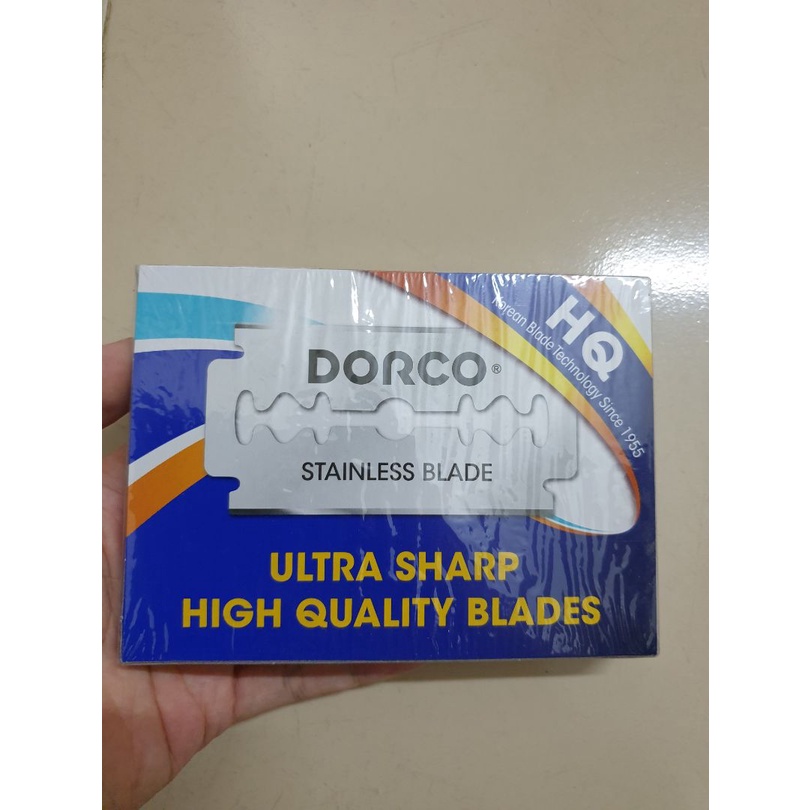 HQ
Korean Blade Technology Since 1955
DORCO®
STAINLESS BLADE
ULTRA SHARP
HIGH QUALITY BLADES